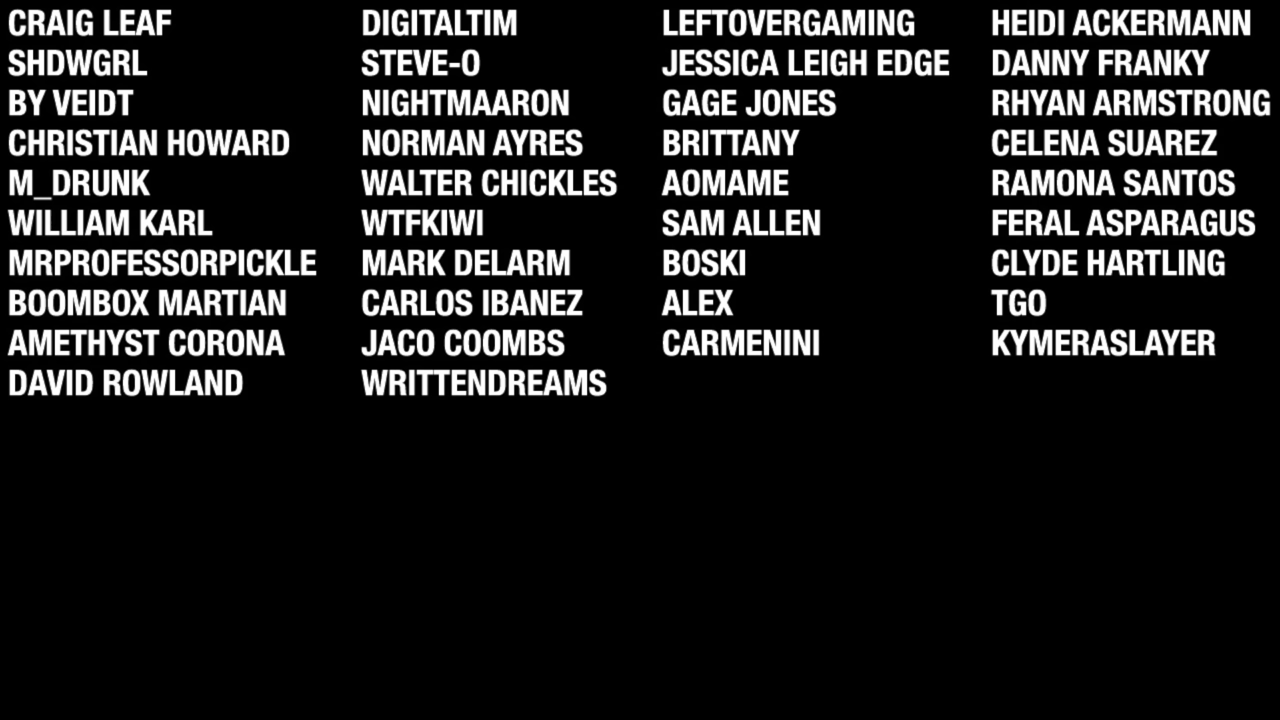 CRAIG LEAF
SHDWGRL
BY VEIDT
CHRISTIAN HOWARD
M_DRUNK
WILLIAM KARL
MRPROFESSORPICKLE
BOOMBOX MARTIAN
AMETHYST CORONA
DAVID ROWLAND
DIGITALTIM
STEVE-O
NIGHTMAARON
NORMAN AYRES
WALTER CHICKLES
WTFKIWI
MARK DELARM
CARLOS IBANEZ
JACO COOMBS
WRITTENDREAMS
LEFTOVERGAMING
JESSICA LEIGH EDGE
GAGE JONES
BRITTANY
AOMAME
SAM ALLEN
BOSKI
ALEX
CARMENINI
HEIDI ACKERMANN
DANNY FRANKY
RHYAN ARMSTRONG
CELENA SUAREZ
RAMONA SANTOS
FERAL ASPARAGUS
CLYDE HARTLING
TGO
KYMERASLAYER